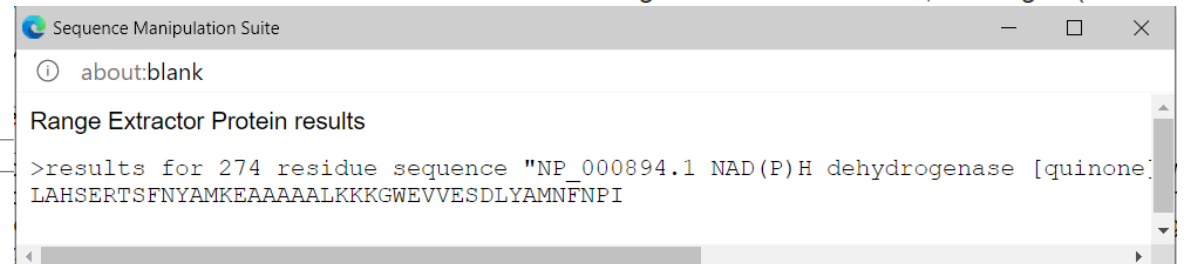 Sequence Manipulation Suite
about:blank
Range Extractor Protein results
>results for 274 residue sequence "NP_000894.1 NAD(P)H dehydrogenase [quinone]
LAHSERTSFNYAMKEAAAAALKKKGWEVVESDLYAMNFNPI